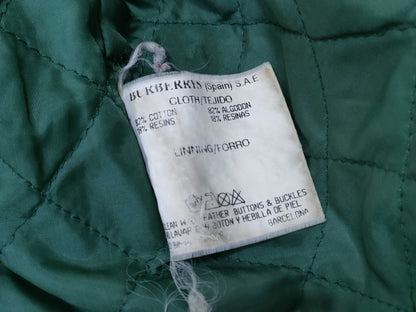 BURBERRYS (Spain) S.A.E
CLOTH/TEJIDO
82% COTTON 82% ALGODON
18% RESINS 18% RESINAS
LINNING/FORRO
LEATHER BUTTONS & BUCKLES
BOTON Y HEBILLA DE PIEL
BARCELONA